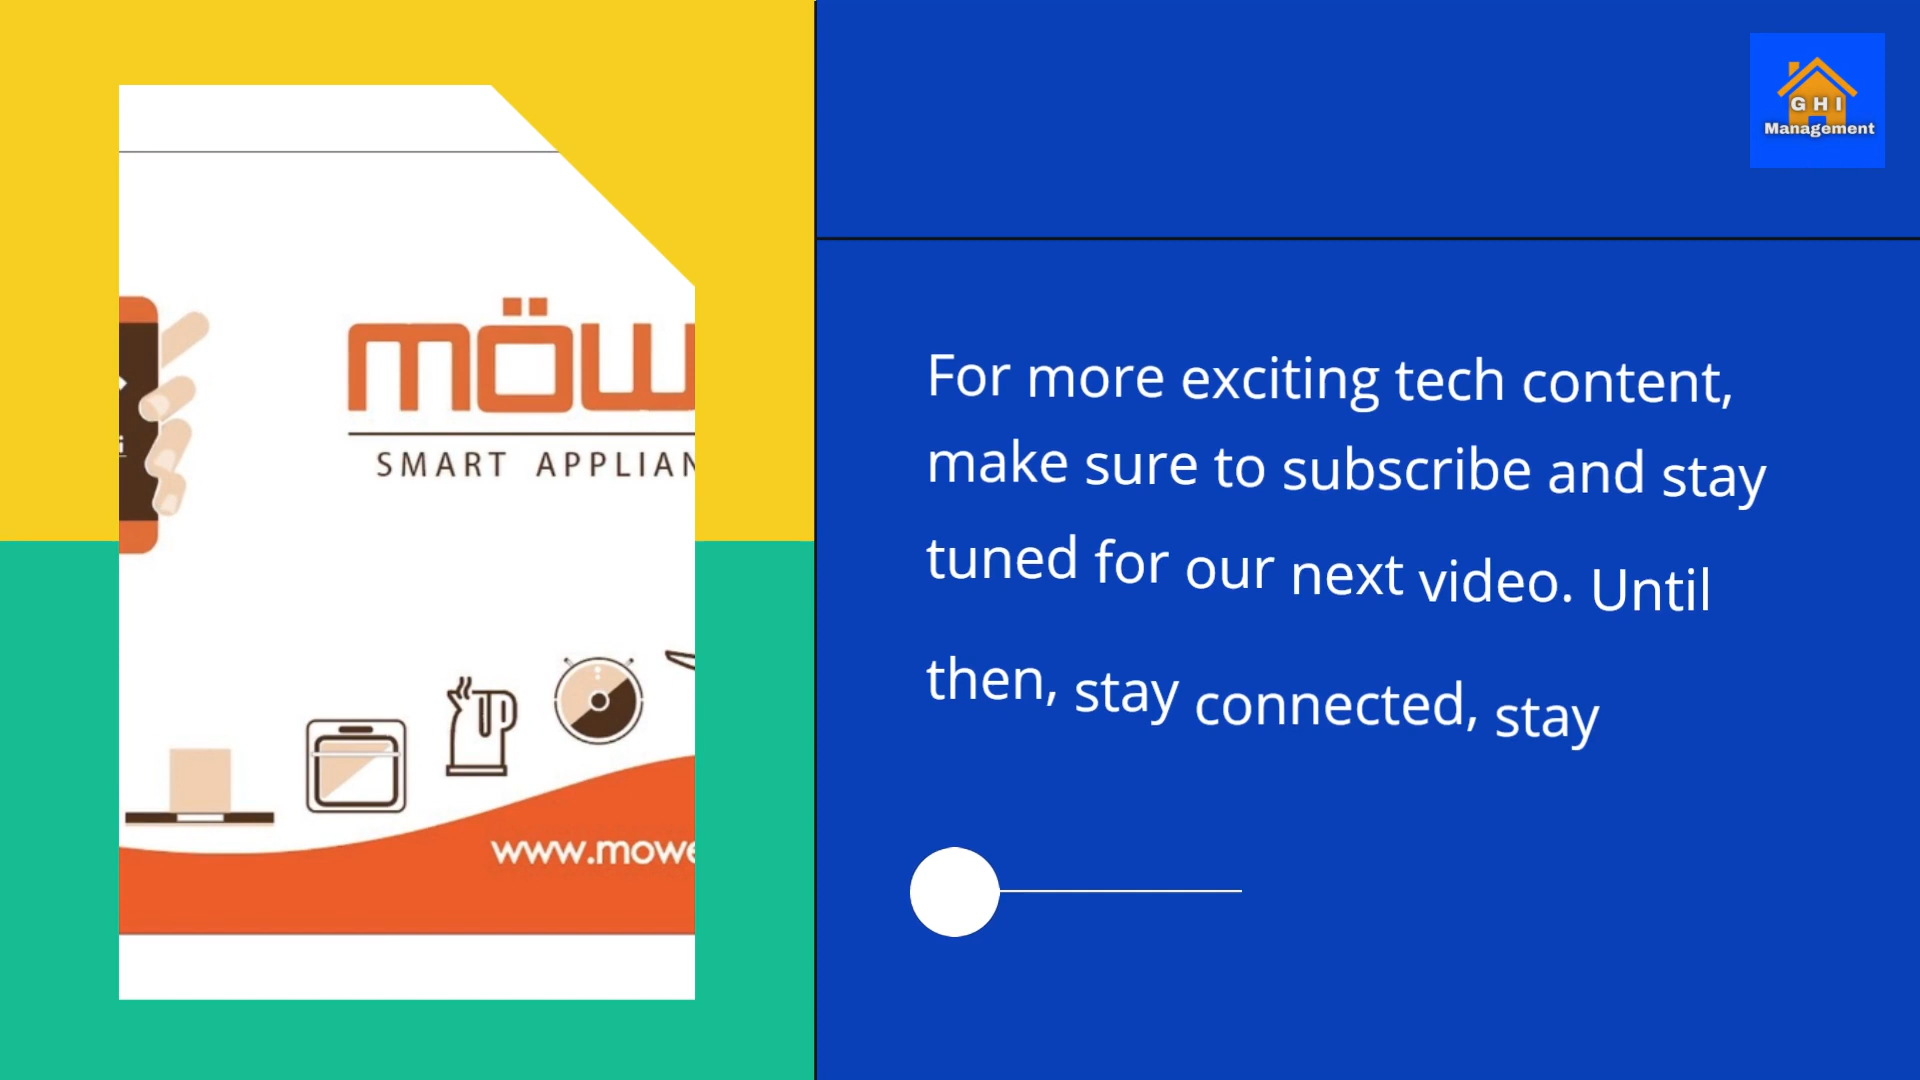 möw
SMART APPLIAN
www.mowe
G H I
Management
For more exciting tech content,
make sure to subscribe and stay
tuned for our next video. Until
then, stay connected, stay